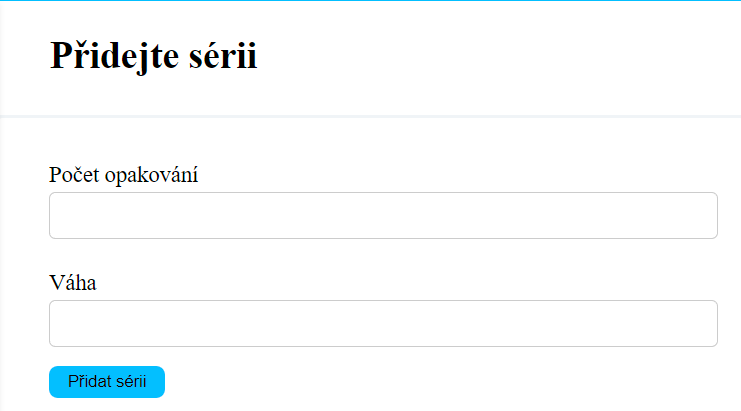 Přidejte sérii
Počet opakování
Váha
Přidat sérii